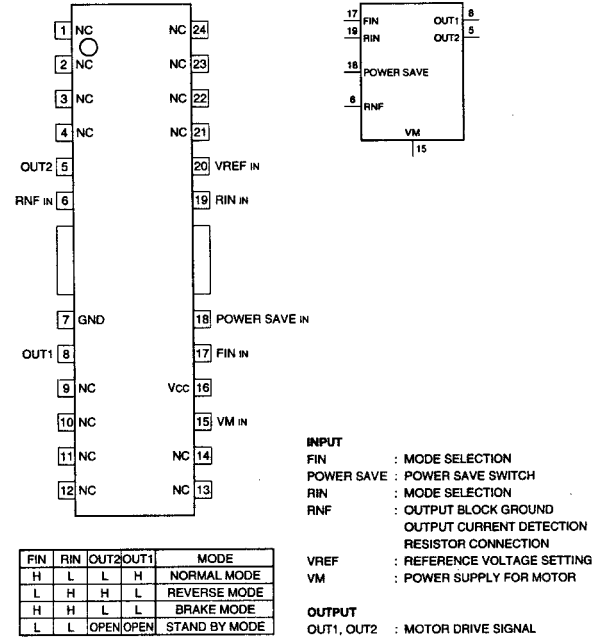 1 NC NC 24
2 NC NC 23
3 NC NC 22
4 NC NC 21
OUT2 5 20 VREF IN
RNF IN 6 19 RIN IN
7 GND 18 POWER SAVE IN
OUT1 8 17 FIN IN
9 NC Vcc 16
10 NC 15 VM IN
11 NC NC 14
12 NC NC 13
17 FIN OUT1 8
19 RIN OUT2 5
18 POWER SAVE
6 RNF
VM
15
INPUT
FIN : MODE SELECTION
POWER SAVE : POWER SAVE SWITCH
RIN : MODE SELECTION
RNF : OUTPUT BLOCK GROUND
OUTPUT CURRENT DETECTION
RESISTOR CONNECTION
VREF : REFERENCE VOLTAGE SETTING
VM : POWER SUPPLY FOR MOTOR
OUTPUT
OUT1, OUT2 : MOTOR DRIVE SIGNAL
FIN RIN OUT2 OUT1 MODE
H L L H NORMAL MODE
L H H L REVERSE MODE
H H L L BRAKE MODE
L L OPEN OPEN STAND BY MODE